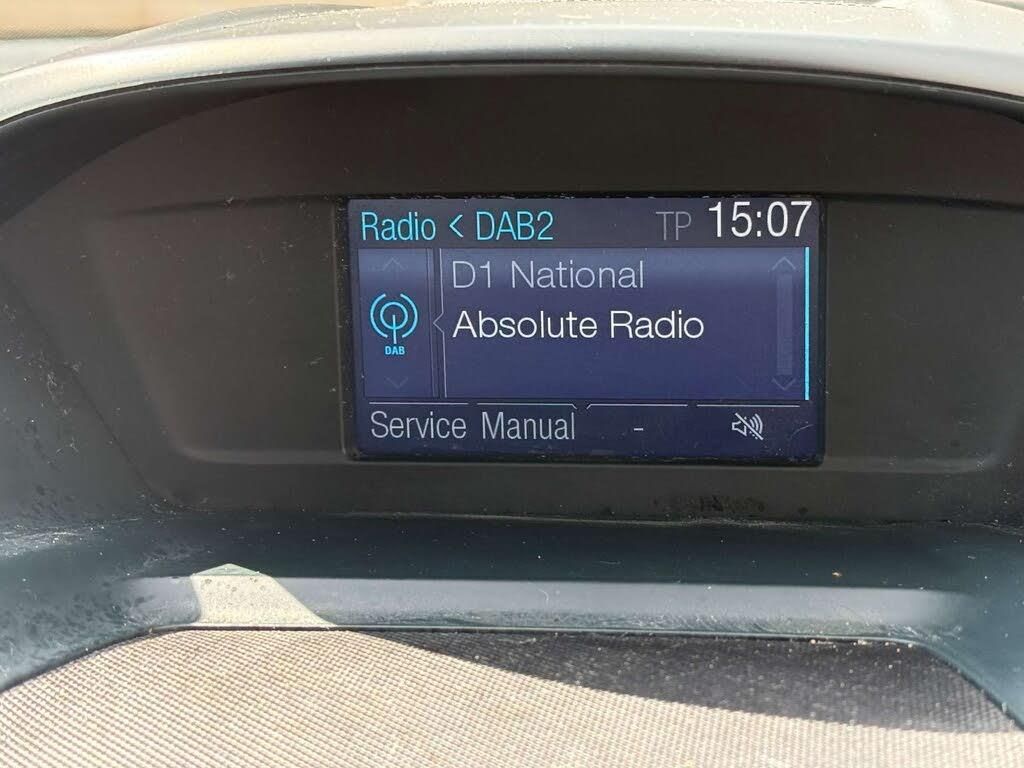 Radio < DAB2 TP 15:07
D1 National
Absolute Radio
DAB
Service Manual -